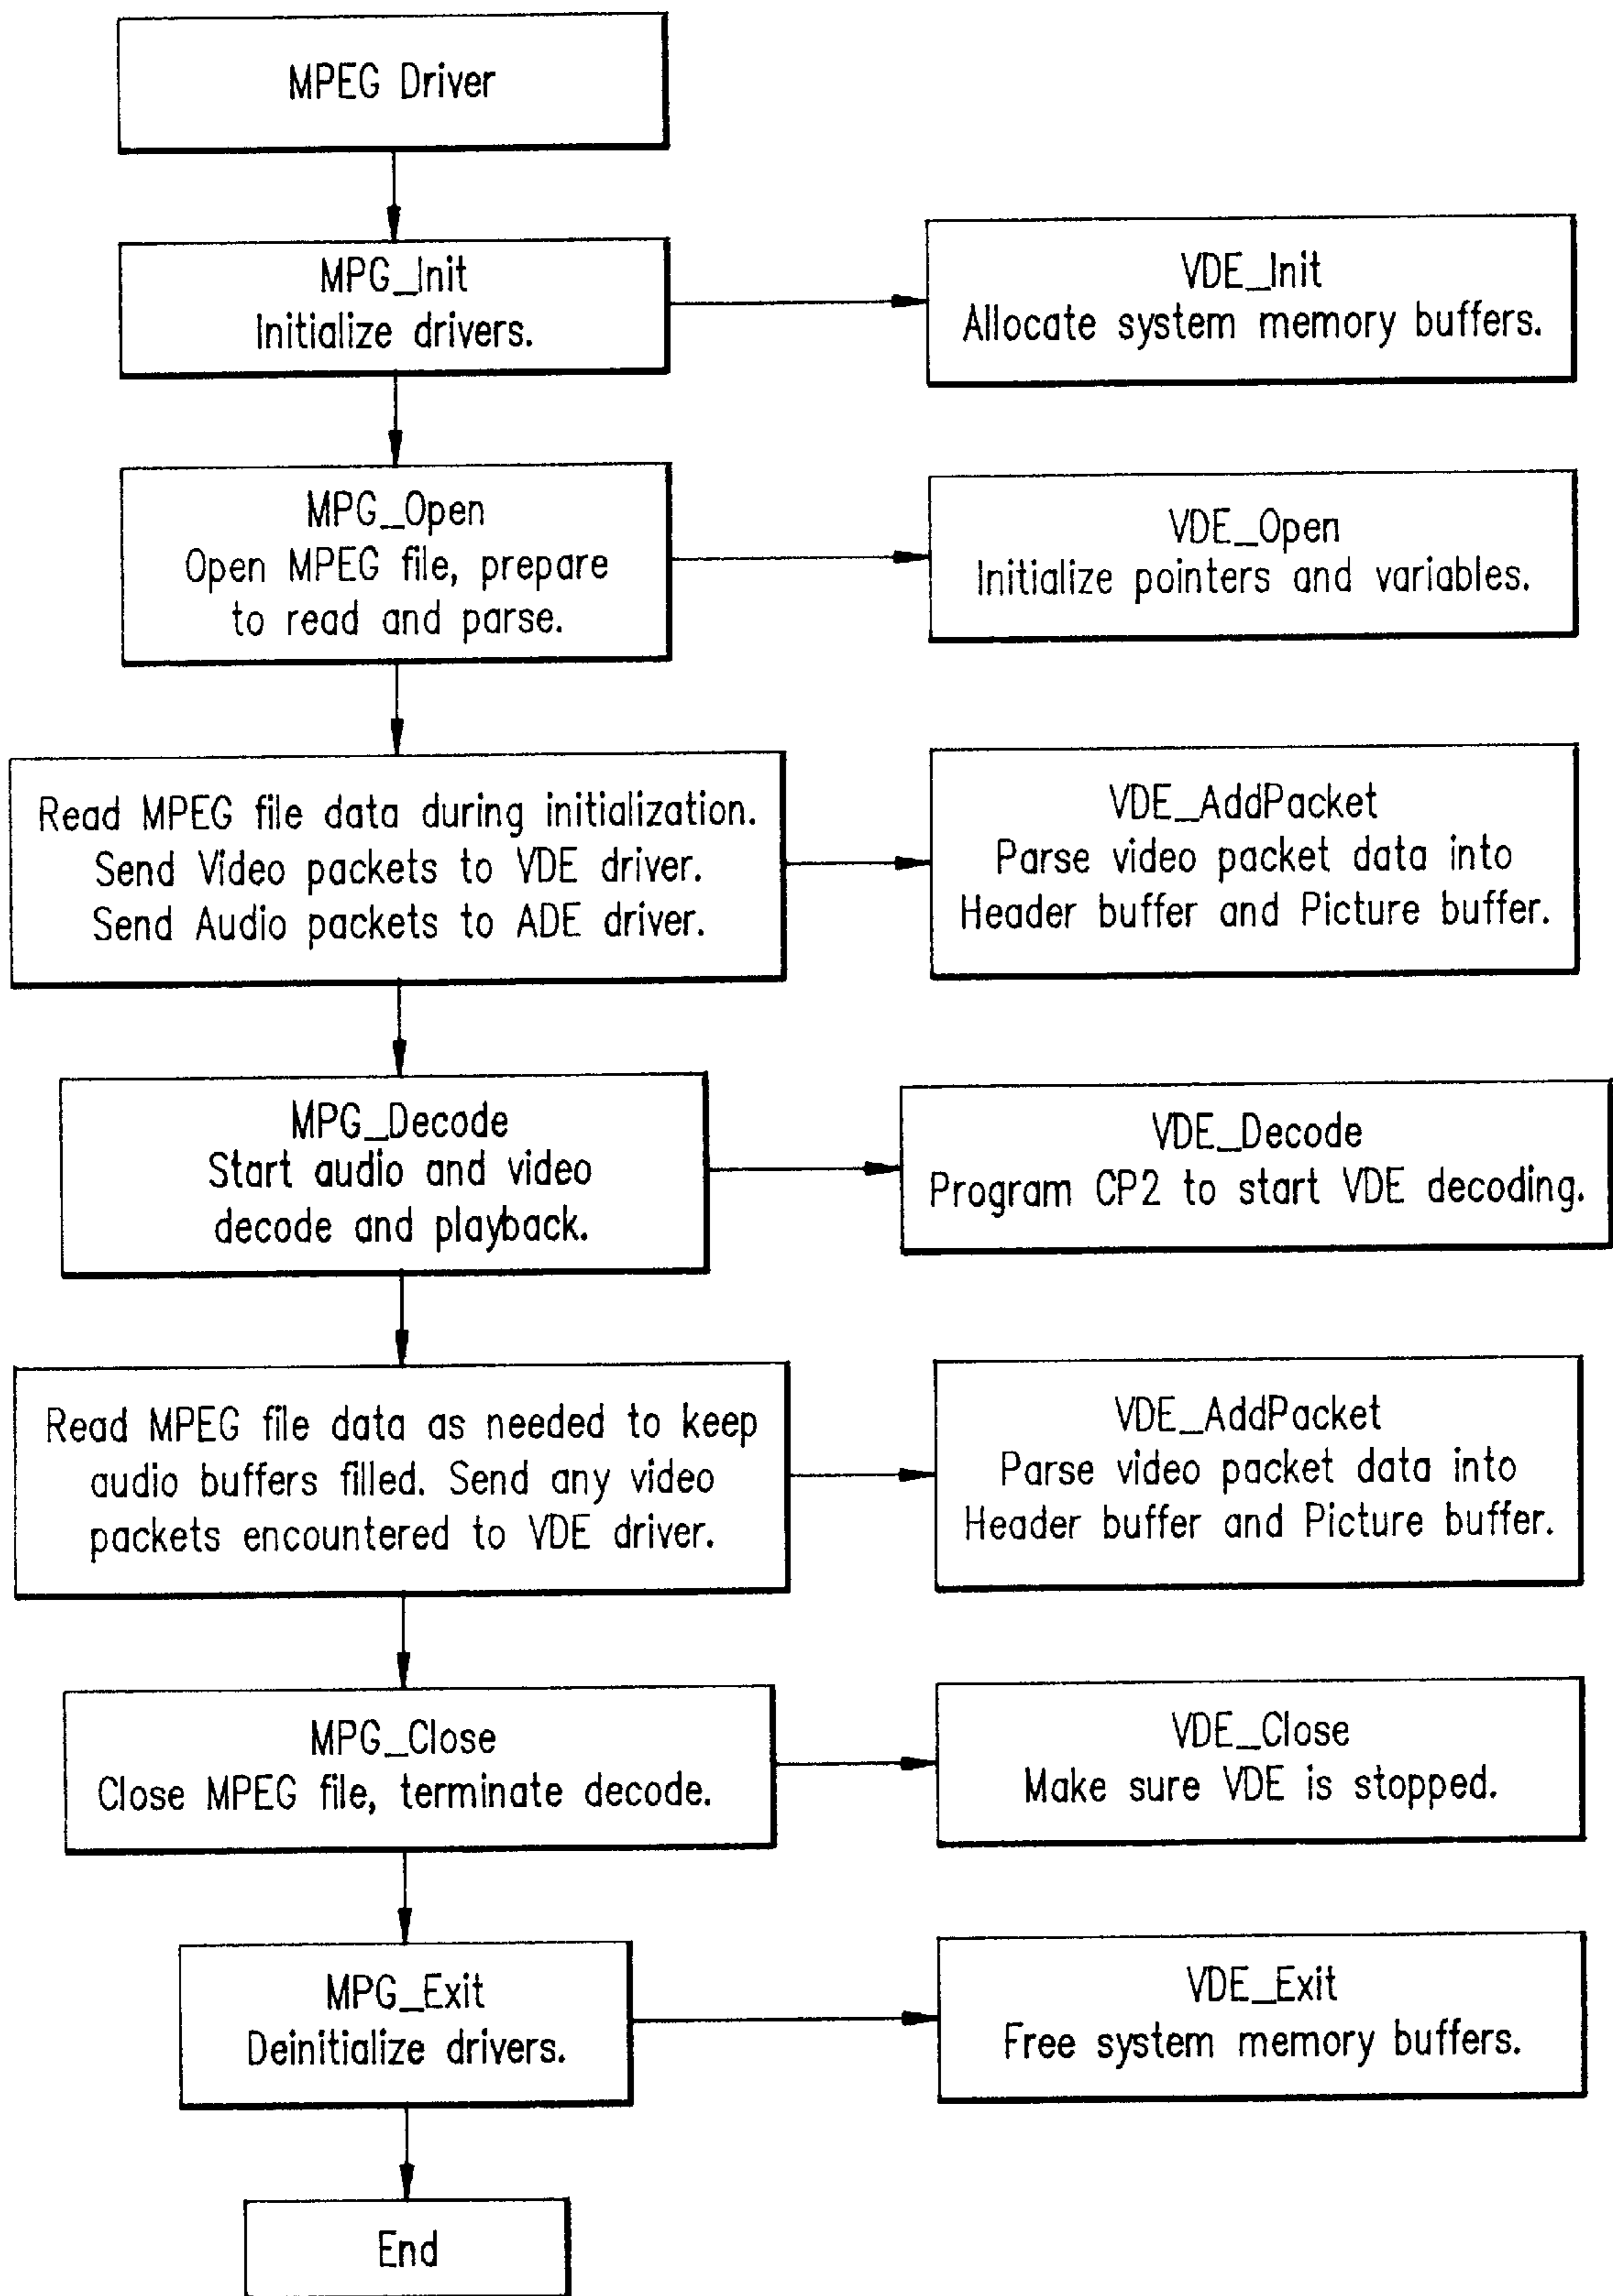 MPEG Driver
MPG_Init
Initialize drivers.
VDE_Init
Allocate system memory buffers.
MPG_Open
Open MPEG file, prepare
to read and parse.
VDE_Open
Initialize pointers and variables.
Read MPEG file data during initialization.
Send Video packets to VDE driver.
Send Audio packets to ADE driver.
VDE_AddPacket
Parse video packet data into
Header buffer and Picture buffer.
MPG_Decode
Start audio and video
decode and playback.
VDE_Decode
Program CP2 to start VDE decoding.
Read MPEG file data as needed to keep
audio buffers filled. Send any video
packets encountered to VDE driver.
VDE_AddPacket
Parse video packet data into
Header buffer and Picture buffer.
MPG_Close
Close MPEG file, terminate decode.
VDE_Close
Make sure VDE is stopped.
MPG_Exit
Deinitialize drivers.
VDE_Exit
Free system memory buffers.
End